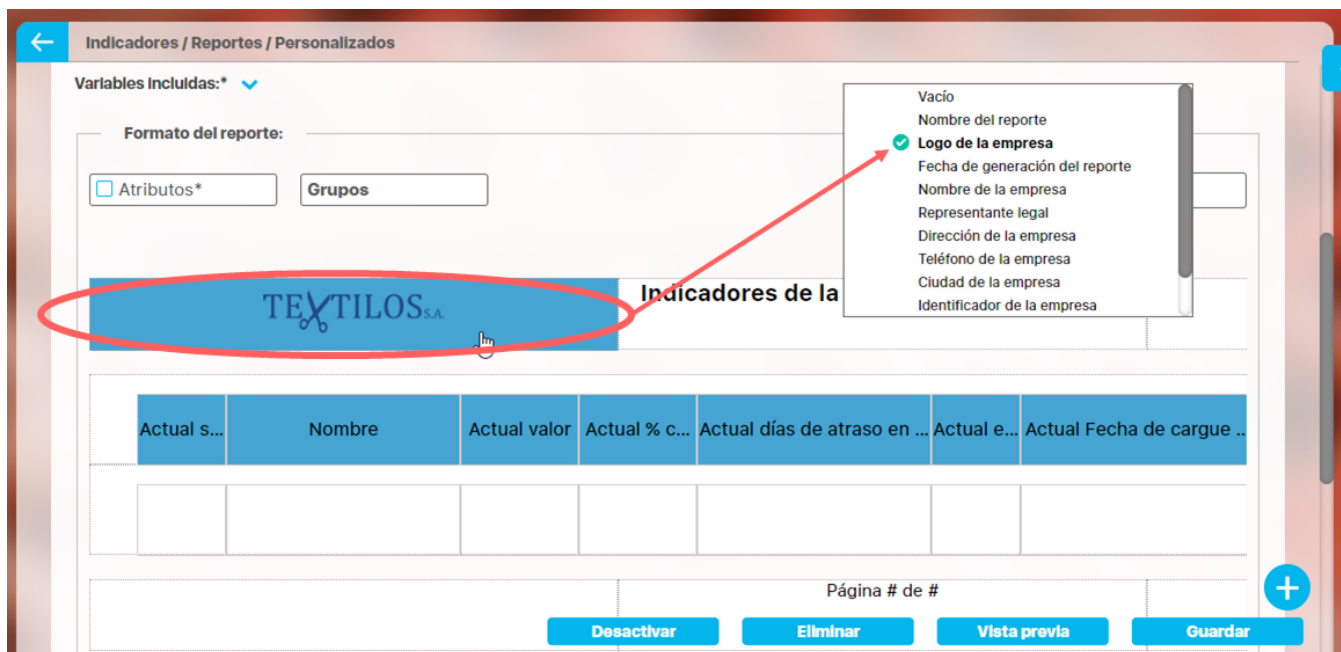 Indicadores / Reportes / Personalizados
Variables incluidas:*
Formato del reporte:
Atributos*
Grupos
Vacío
Nombre del reporte
Logo de la empresa
Fecha de generación del reporte
Nombre de la empresa
Representante legal
Dirección de la empresa
Teléfono de la empresa
Ciudad de la empresa
Identificador de la empresa
TEXTILOS S.A.
Indicadores de la
Actual s... Nombre Actual valor Actual % c... Actual días de atraso en ... Actual e... Actual Fecha de cargue ..
Página # de #
Desactivar Eliminar Vista previa Guardar